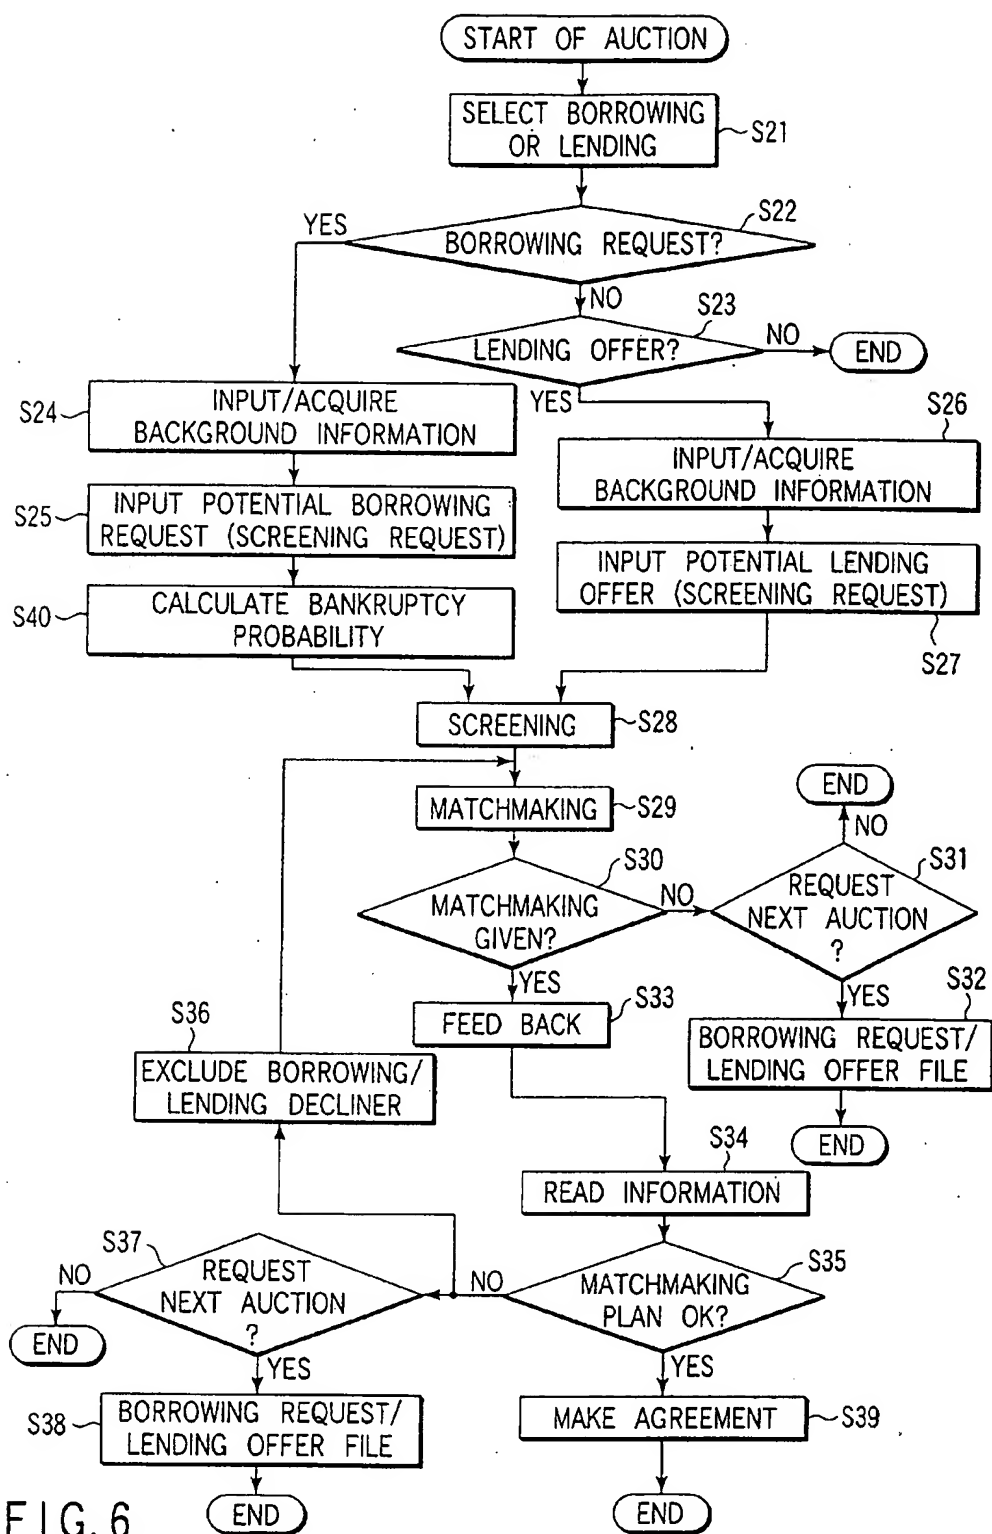 START OF AUCTION
SELECT BORROWING
OR LENDING
S21
S22
YES
BORROWING REQUEST?
NO
S23
LENDING OFFER?
NO
END
YES
S24
INPUT/ACQUIRE
BACKGROUND INFORMATION
S26
INPUT/ACQUIRE
BACKGROUND INFORMATION
S25
INPUT POTENTIAL BORROWING
REQUEST (SCREENING REQUEST)
INPUT POTENTIAL LENDING
OFFER (SCREENING REQUEST)
S27
S40
CALCULATE BANKRUPTCY
PROBABILITY
SCREENING
S28
MATCHMAKING
S29
END
NO
S30
MATCHMAKING
GIVEN?
NO
S31
REQUEST
NEXT AUCTION
?
YES
YES
S33
FEED BACK
S32
BORROWING REQUEST/
LENDING OFFER FILE
END
S36
EXCLUDE BORROWING/
LENDING DECLINER
S34
READ INFORMATION
S35
MATCHMAKING
PLAN OK?
NO
S37
REQUEST
NEXT AUCTION
?
NO
END
YES
YES
S38
BORROWING REQUEST/
LENDING OFFER FILE
MAKE AGREEMENT
S39
END
END
FIG. 6